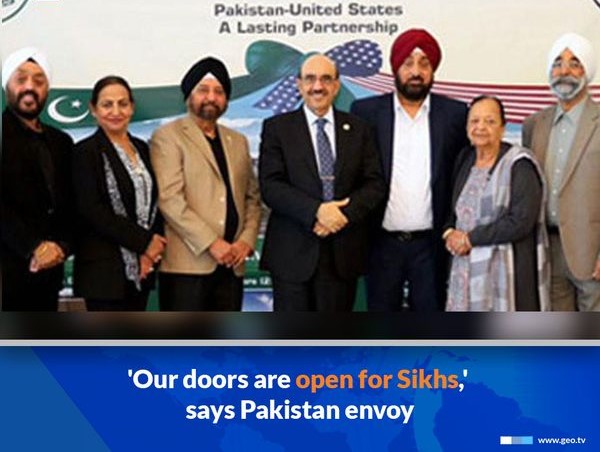 Pakistan-United States
A Lasting Partnership
'Our doors are open for Sikhs,'
says Pakistan envoy
www.geo.tv